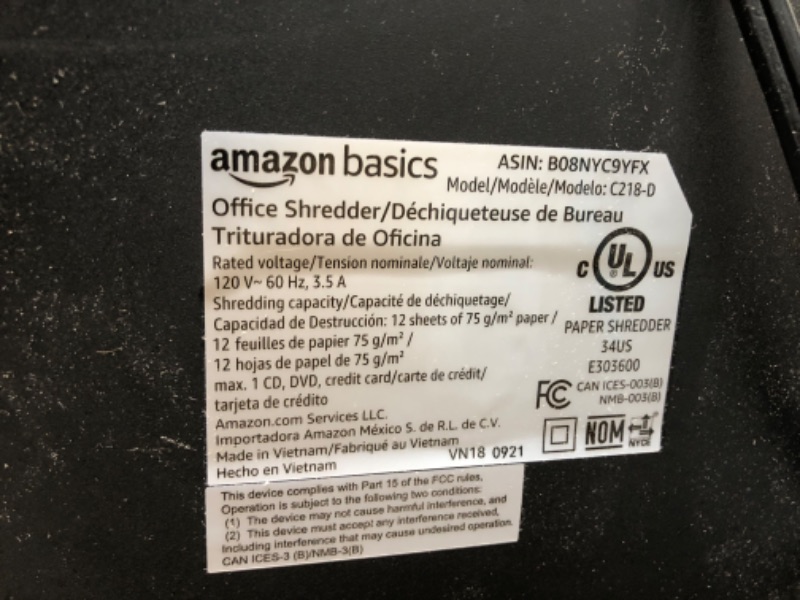 amazon basics
ASIN: B08NYC9YFX
Model/Modèle/Modelo: C218-D
Office Shredder/Déchiqueteuse de Bureau
Trituradora de Oficina
Rated voltage/Tension nominale/Voltaje nominal:
120 V~ 60 Hz, 3.5 A
Shredding capacity/Capacité de déchiquetage/
Capacidad de Destrucción: 12 sheets of 75 g/m² paper /
12 feuilles de papier 75 g/m² /
12 hojas de papel de 75 g/m²
max. 1 CD, DVD, credit card/carte de crédit/
tarjeta de crédito
Amazon.com Services LLC.
Importadora Amazon México S. de R.L. de C.V.
Made in Vietnam/Fabriqué au Vietnam
Hecho en Vietnam
VN18 0921
C UL® US
LISTED
PAPER SHREDDER
34US
E303600
FC CAN ICES-003(B)
NMB-003(B)
NOM
NYCE
This device complies with Part 15 of the FCC rules,
Operation is subject to the following two conditions:
(1) The device may not cause harmful interference, and
(2) This device must accept any interference received,
including interference that may cause undesired operation.
CAN ICES-3 (B)/NMB-3(B)